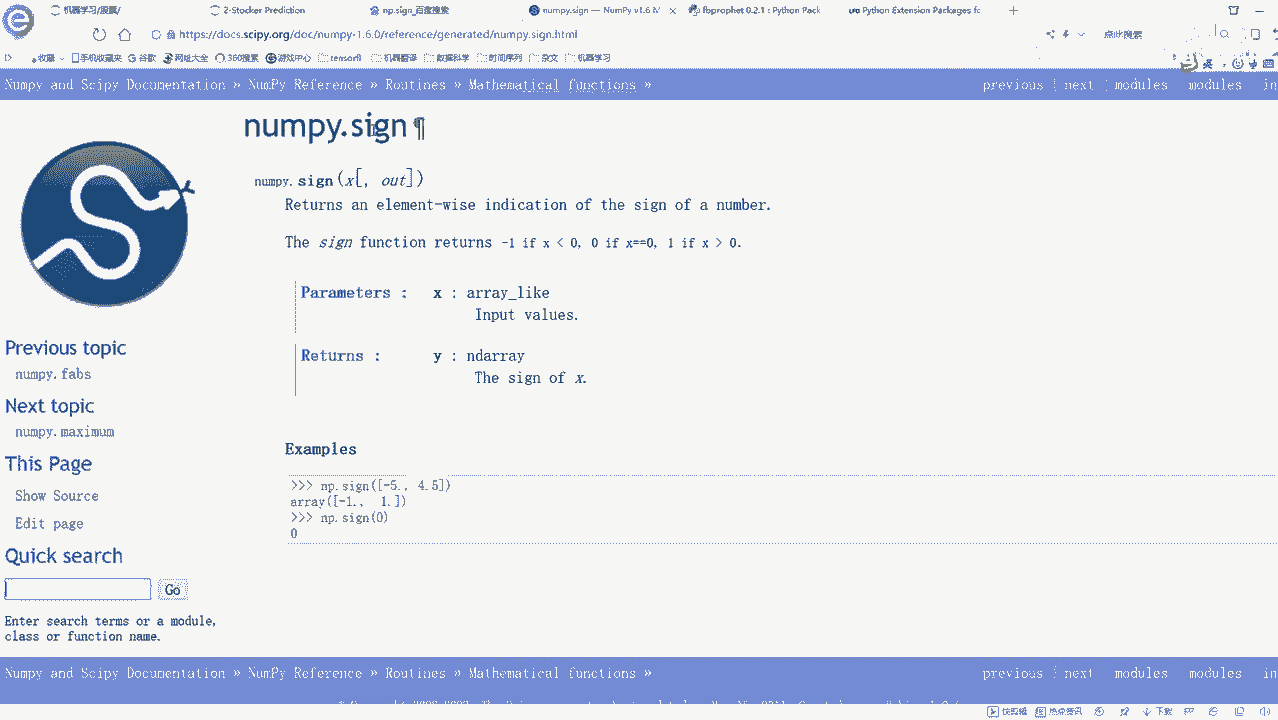 机器学习/股票/
2-Stocker Prediction
np.sign_百度搜索
numpy.sign — NumPy v1.6 M
fbprophet 0.2.1 : Python Pack
Python Extension Packages fo
https://docs.scipy.org/doc/numpy-1.6.0/reference/generated/numpy.sign.html
点此搜索
收藏 手机收藏夹 谷歌 网址大全 360搜索 游戏中心 tensorfl 机器翻译 数据科学 时间序列 杂文 机器学习
Numpy and Scipy Documentation » NumPy Reference » Routines » Mathematical functions »
previous | next | modules modules in
numpy.sign¶
numpy.sign(x[, out])
Returns an element-wise indication of the sign of a number.
The sign function returns -1 if x < 0, 0 if x==0, 1 if x > 0.
Parameters : x : array_like
Input values.
Returns : y : ndarray
The sign of x.
Examples
>>> np.sign([-5., 4.5])
array([-1., 1.])
>>> np.sign(0)
0
Previous topic
numpy.fabs
Next topic
numpy.maximum
This Page
Show Source
Edit page
Quick search
Go
Enter search terms or a module,
class or function name.
Numpy and Scipy Documentation » NumPy Reference » Routines » Mathematical functions »
previous | next | modules modules in
快剪辑 热点资讯 下载